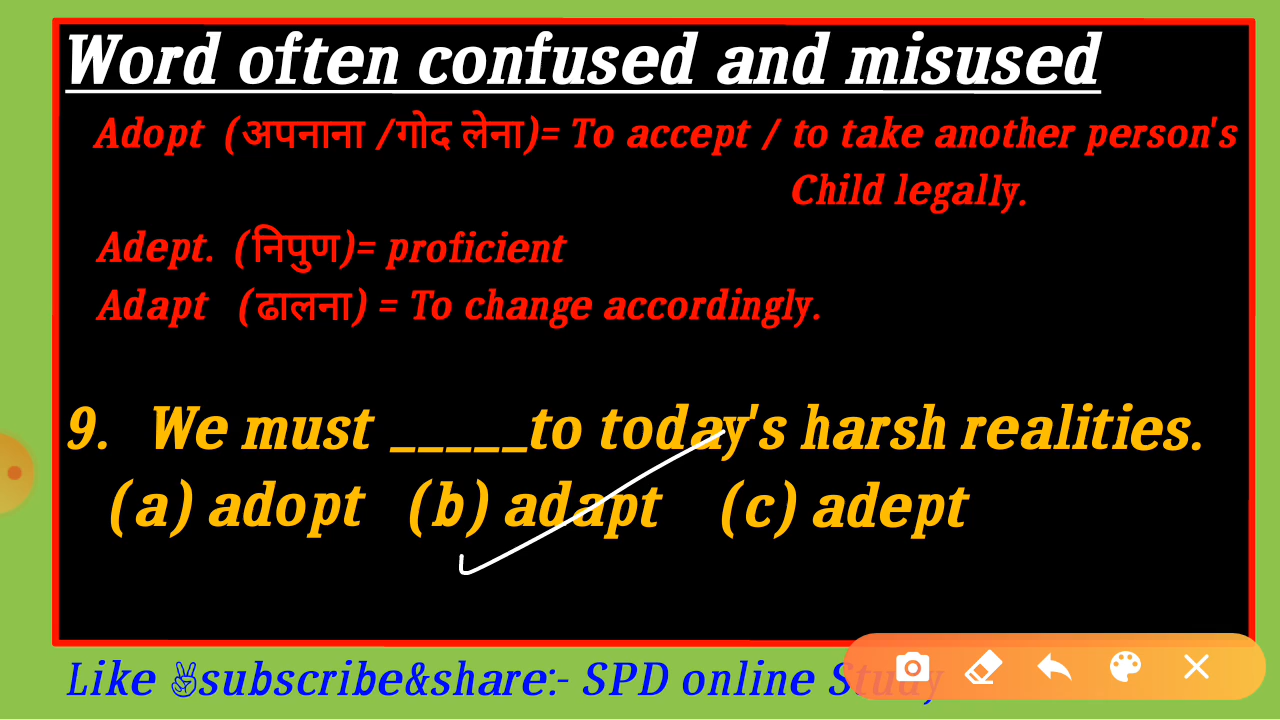 Word often confused and misused
Adopt (अपनाना /गोद लेना)= To accept / to take another person's
Child legally.
Adept. (निपुण)= proficient
Adapt (ढालना) = To change accordingly.
9. We must _____to today's harsh realities.
(a) adopt (b) adapt (c) adept
Like ✌subscribe&share:- SPD online Study